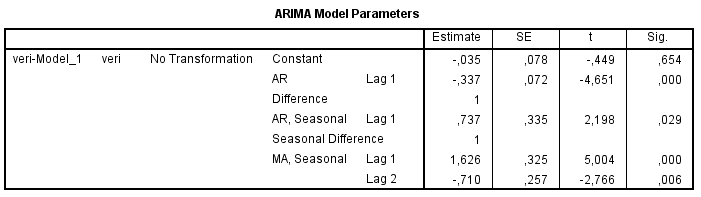 ARIMA Model Parameters
Estimate SE t Sig.
veri-Model_1 veri No Transformation Constant -,035 ,078 -,449 ,654
AR Lag 1 -,337 ,072 -4,651 ,000
Difference 1
AR, Seasonal Lag 1 ,737 ,335 2,198 ,029
Seasonal Difference 1
MA, Seasonal Lag 1 1,626 ,325 5,004 ,000
Lag 2 -,710 ,257 -2,766 ,006